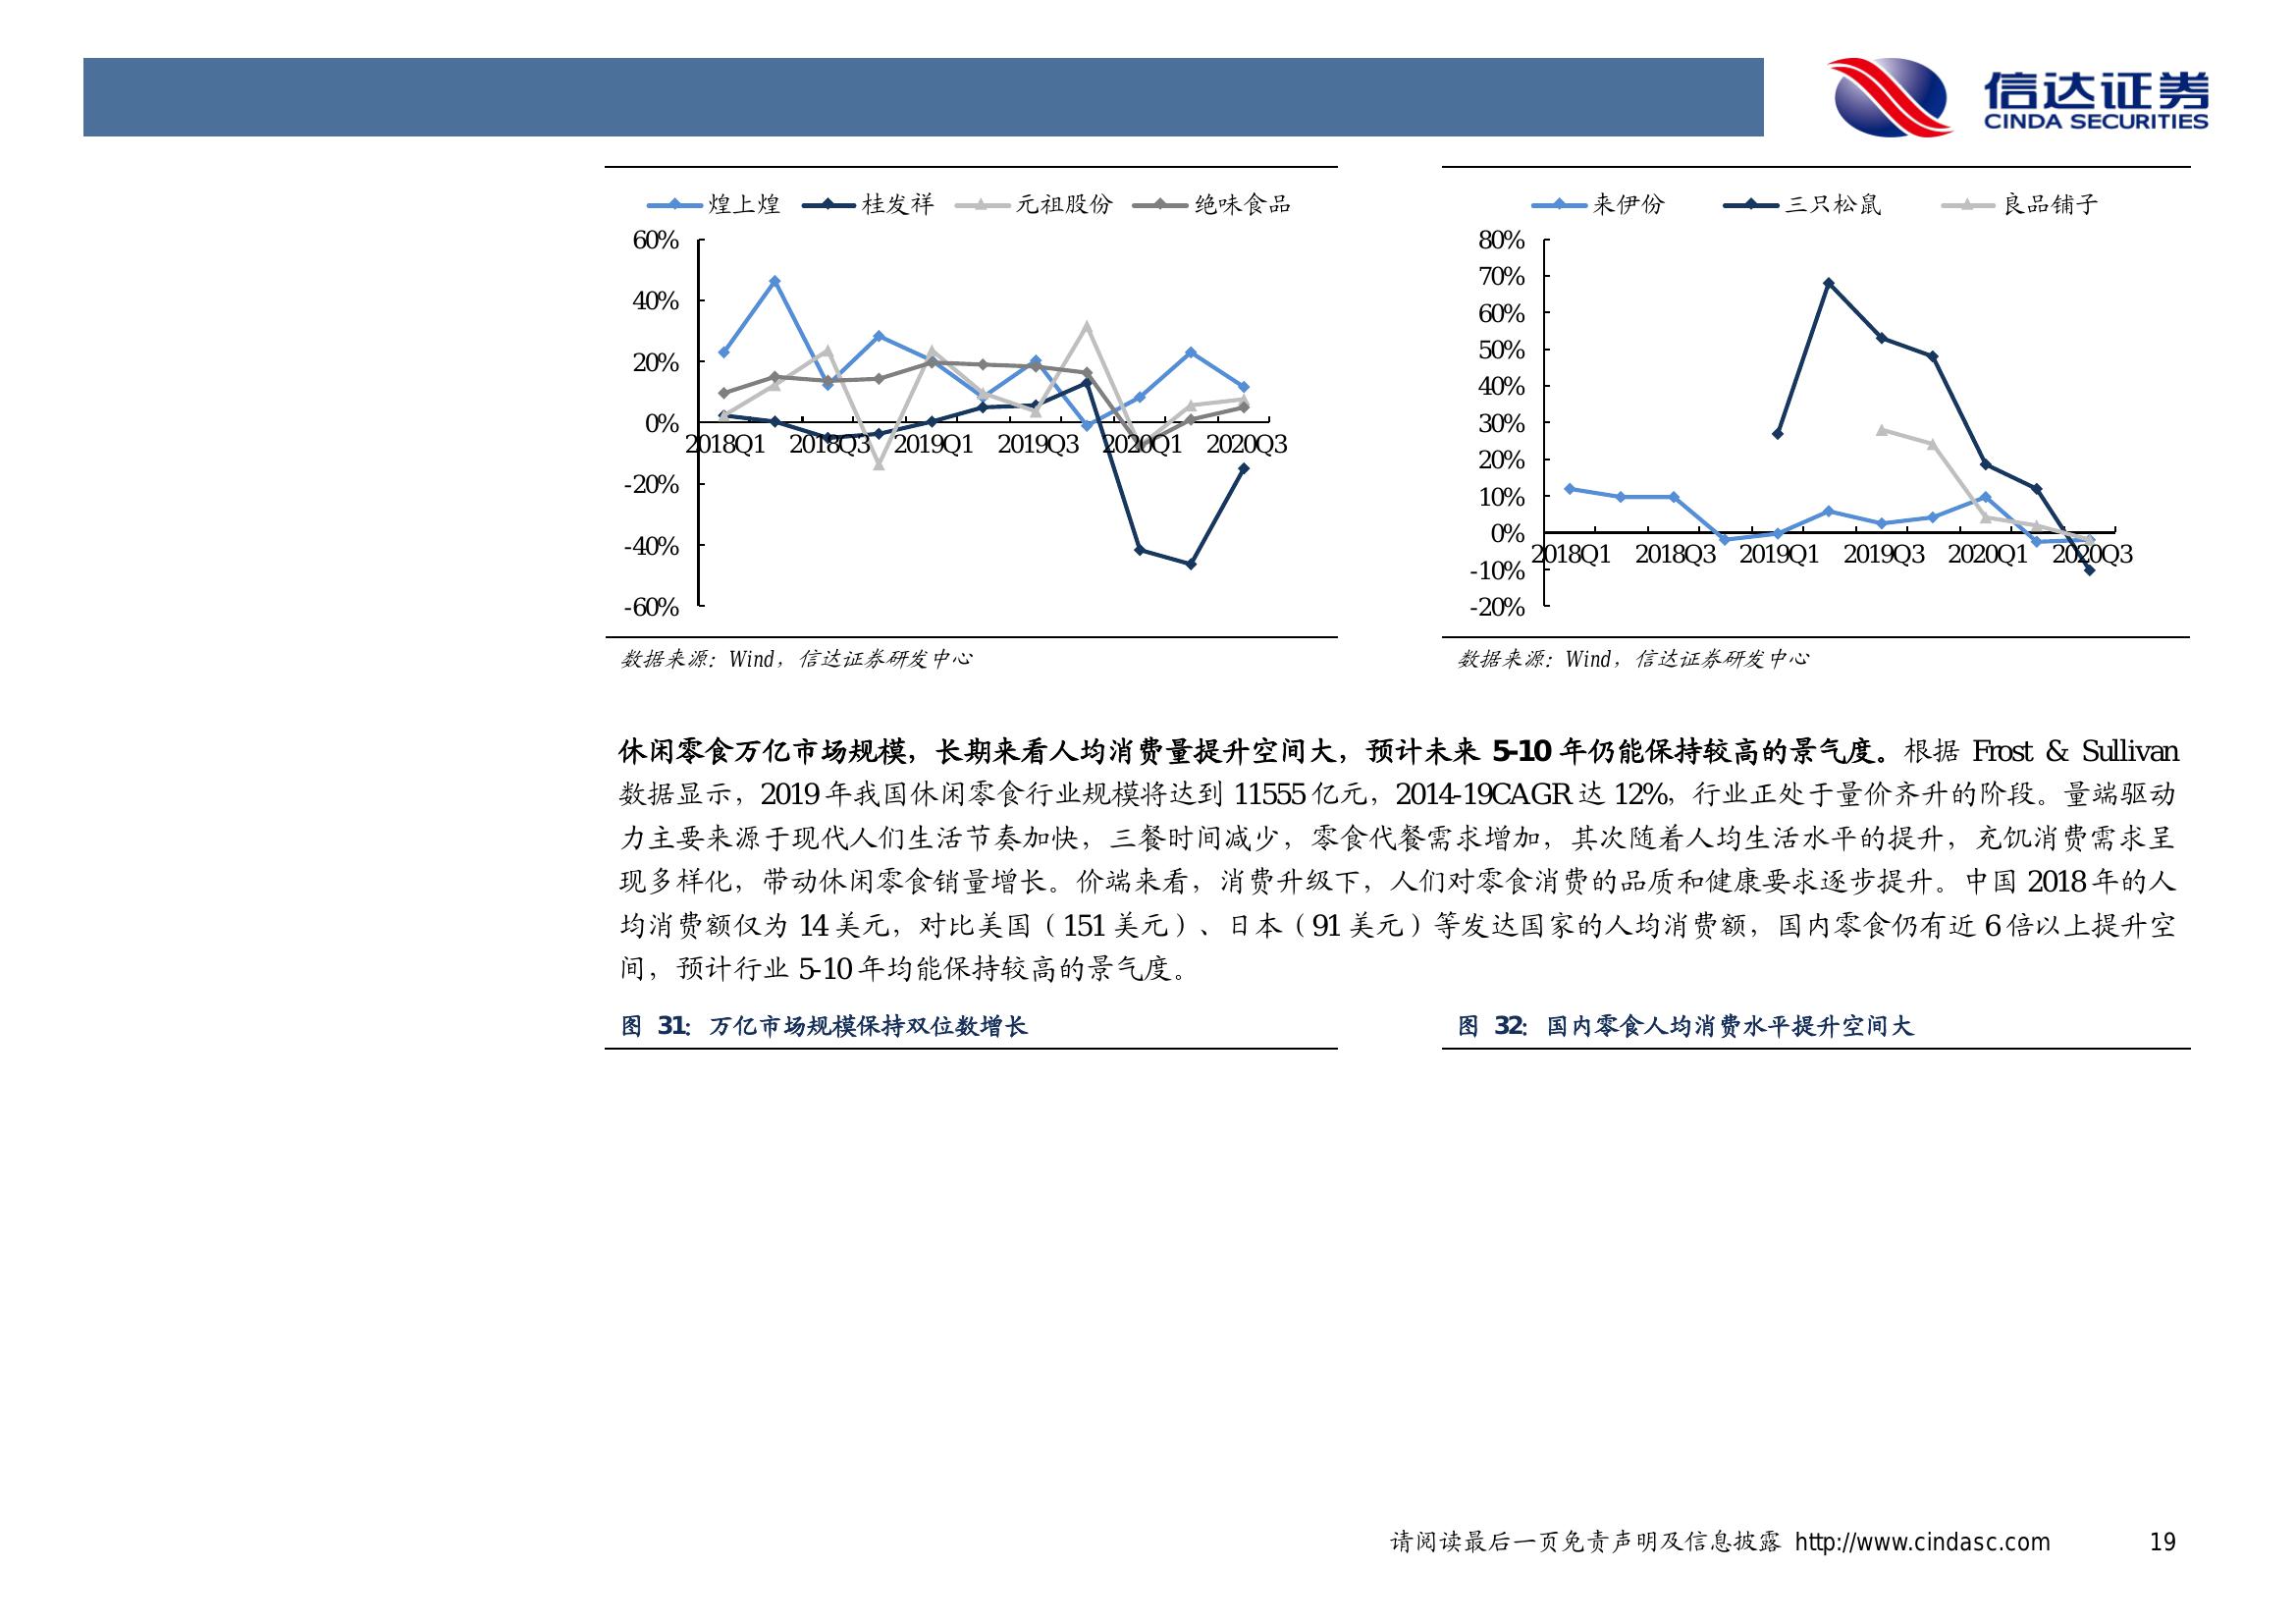 信达证券
CINDA SECURITIES
煌上煌 桂发祥 元祖股份 绝味食品
60%
40%
20%
0%
-20%
-40%
-60%
2018Q1 2018Q3 2019Q1 2019Q3 2020Q1 2020Q3
数据来源：Wind，信达证券研发中心
来伊份 三只松鼠 良品铺子
80%
70%
60%
50%
40%
30%
20%
10%
0%
-10%
-20%
2018Q1 2018Q3 2019Q1 2019Q3 2020Q1 2020Q3
数据来源：Wind，信达证券研发中心
休闲零食万亿市场规模，长期来看人均消费量提升空间大，预计未来 5-10 年仍能保持较高的景气度。根据 Frost & Sullivan
数据显示，2019 年我国休闲零食行业规模将达到 11555 亿元，2014-19CAGR 达 12%，行业正处于量价齐升的阶段。量端驱动
力主要来源于现代人们生活节奏加快，三餐时间减少，零食代餐需求增加，其次随着人均生活水平的提升，充饥消费需求呈
现多样化，带动休闲零食销量增长。价端来看，消费升级下，人们对零食消费的品质和健康要求逐步提升。中国 2018 年的人
均消费额仅为 14 美元，对比美国（151 美元）、日本（91 美元）等发达国家的人均消费额，国内零食仍有近 6 倍以上提升空
间，预计行业 5-10 年均能保持较高的景气度。
图 31：万亿市场规模保持双位数增长
图 32：国内零食人均消费水平提升空间大
请阅读最后一页免责声明及信息披露 http://www.cindasc.com 19